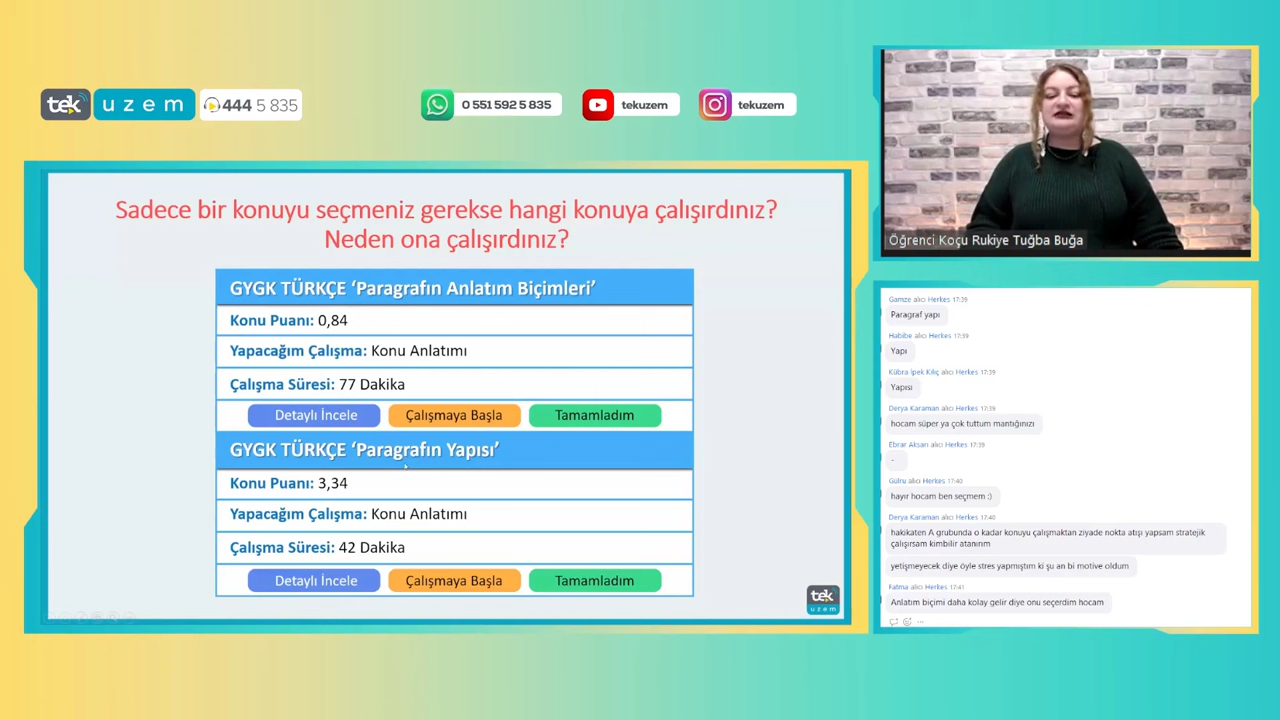 tek uzem 444 5 835
0 551 592 5 835
tekuzem
tekuzem
Sadece bir konuyu seçmeniz gerekse hangi konuya çalışırdınız?
Neden ona çalışırdınız?
GYGK TÜRKÇE ‘Paragrafın Anlatım Biçimleri’
Konu Puanı: 0,84
Yapacağım Çalışma: Konu Anlatımı
Çalışma Süresi: 77 Dakika
Detaylı İncele Çalışmaya Başla Tamamladım
GYGK TÜRKÇE ‘Paragrafın Yapısı’
Konu Puanı: 3,34
Yapacağım Çalışma: Konu Anlatımı
Çalışma Süresi: 42 Dakika
Detaylı İncele Çalışmaya Başla Tamamladım
tek
uzem
Öğrenci Koçu Rukiye Tuğba Buğa
Gamze alıcı Herkes 17:39
Paragraf yapı
Habibe alıcı Herkes 17:39
Yapı
Kübra İpek Kılıç alıcı Herkes 17:39
Yapısı
Derya Karaman alıcı Herkes 17:39
hocam süper ya çok tuttum mantığınızı
Ebrar Aksarı alıcı Herkes 17:39
-
Gülru alıcı Herkes 17:40
hayır hocam ben seçmem :)
Derya Karaman alıcı Herkes 17:40
hakikaten A grubunda o kadar konuyu çalışmaktan ziyade nokta atışı yapsam stratejik
çalışırsam kimbilir atanırım
yetişmeyecek diye öyle stres yapmıştım ki şu an bi motive oldum
Fatma alıcı Herkes 17:41
Anlatım biçimi daha kolay gelir diye onu seçerdim hocam